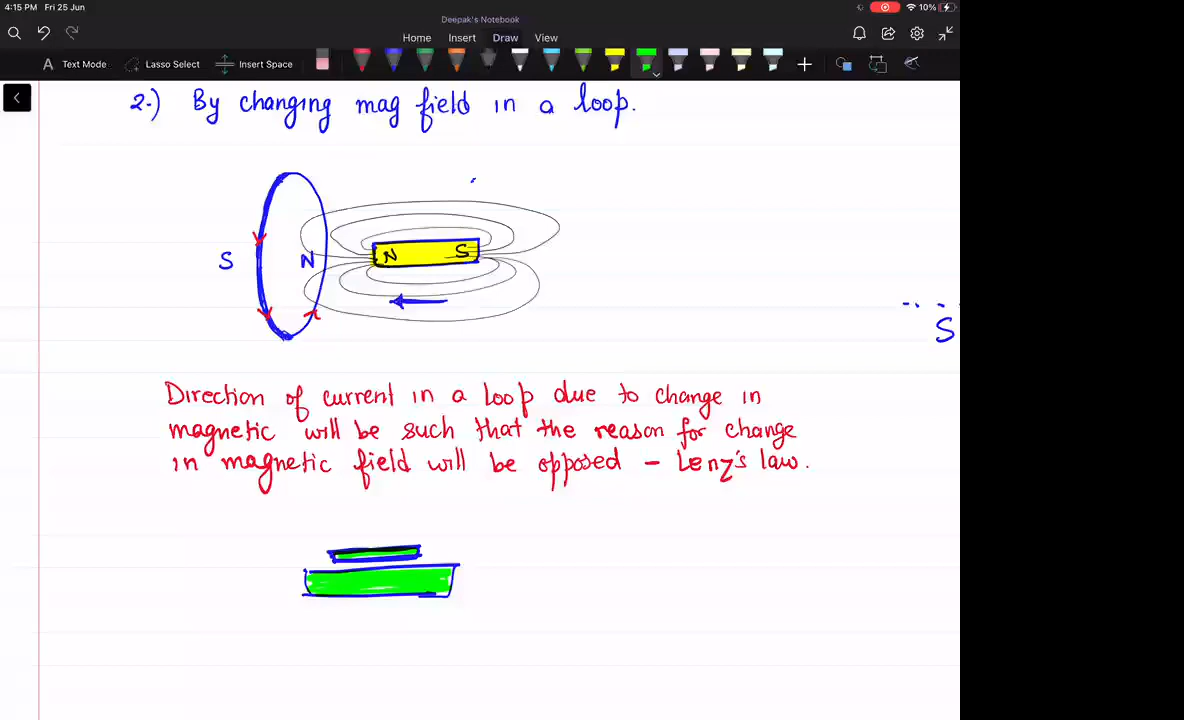 4:15 PM Fri 25 Jun
10%
Deepak's Notebook
Home Insert Draw View
Text Mode Lasso Select Insert Space
2.) By changing mag field in a loop.
S N N S
S
Direction of current in a loop due to change in
magnetic will be such that the reason for change
in magnetic field will be opposed - Lenz's law.